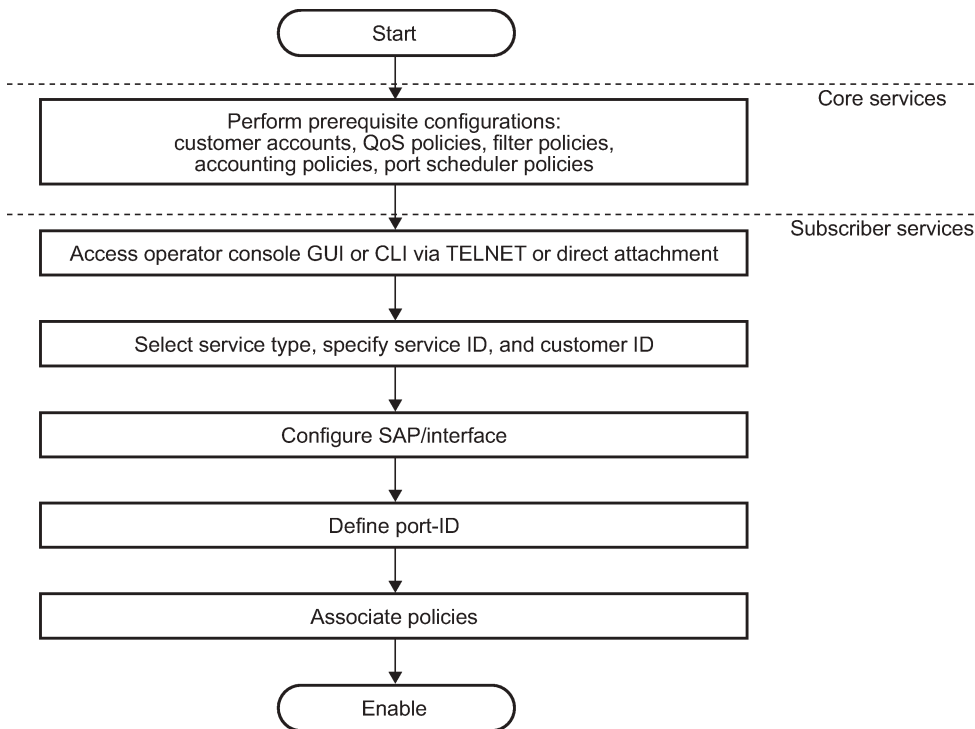 Start
Core services
Perform prerequisite configurations:
customer accounts, QoS policies, filter policies,
accounting policies, port scheduler policies
Subscriber services
Access operator console GUI or CLI via TELNET or direct attachment
Select service type, specify service ID, and customer ID
Configure SAP/interface
Define port-ID
Associate policies
Enable